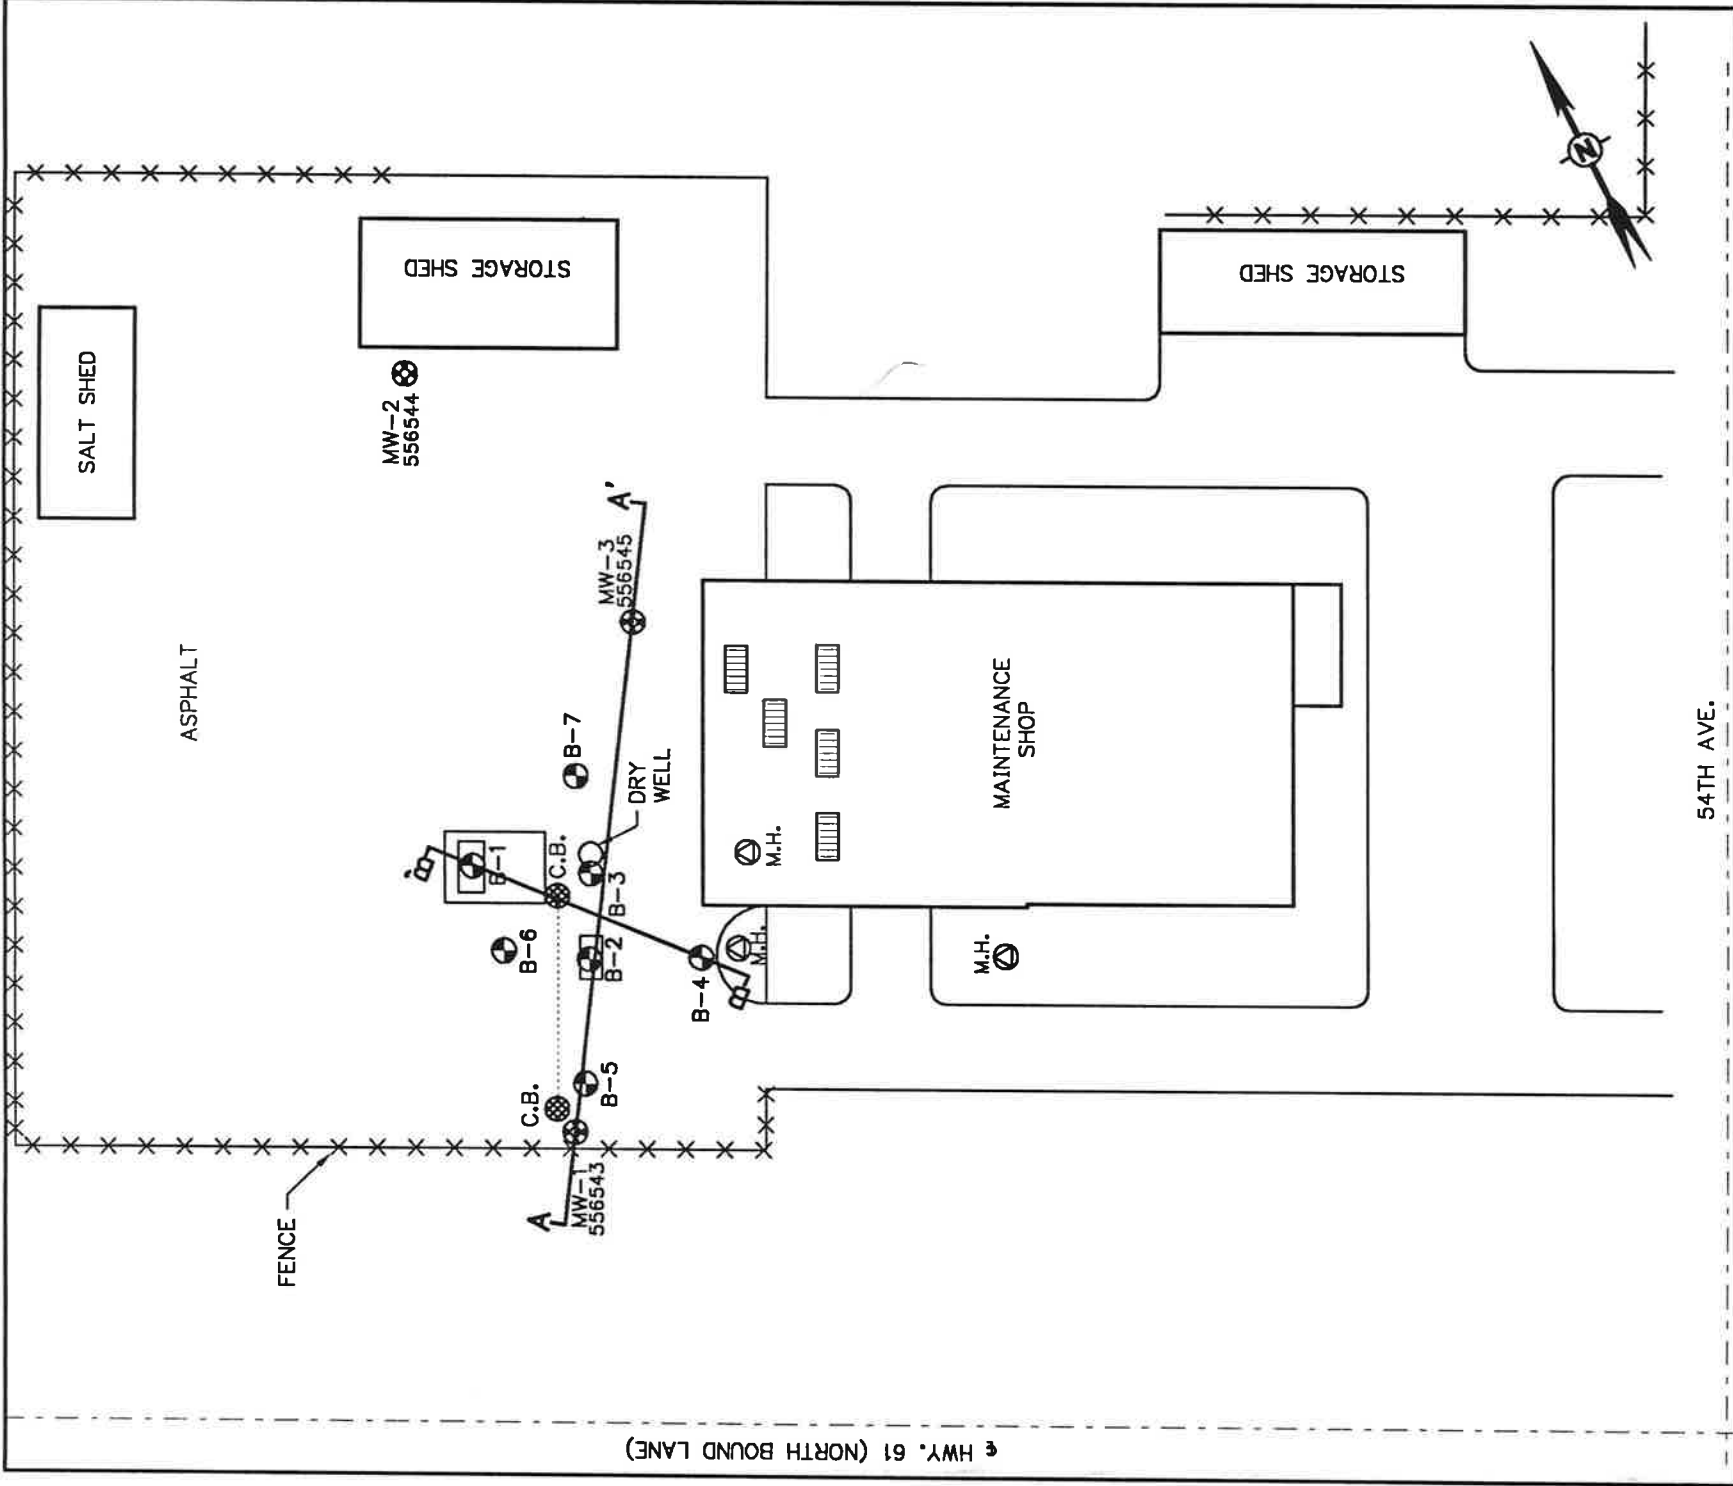 SALT SHED
STORAGE SHED
MW-2
556544
ASPHALT
A'
MW-3
556545
STORAGE SHED
N
B-7
DRY
WELL
B'
B-1
C.B.
B-3
B-6
B-2
M.H.
MAINTENANCE
SHOP
M.H.
B-4
B
M.H.
C.B.
B-5
A
MW-1
556543
FENCE
54TH AVE.
℄ HWY. 61 (NORTH BOUND LANE)